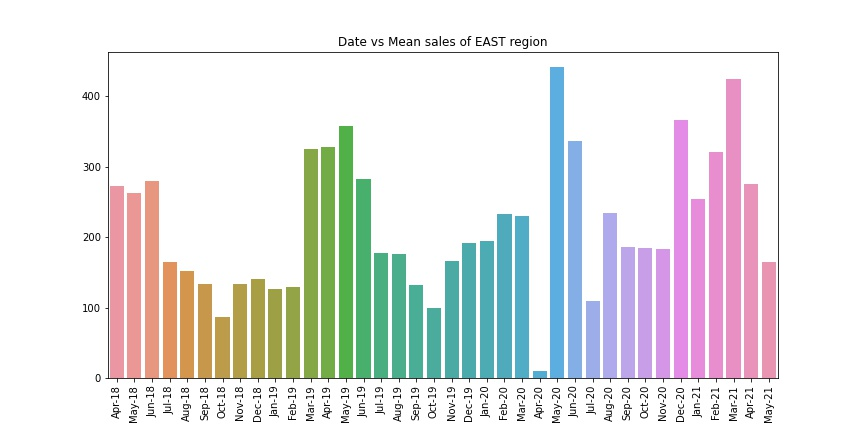 Date vs Mean sales of EAST region
400
300
200
100
0
Apr-18
May-18
Jun-18
Jul-18
Aug-18
Sep-18
Oct-18
Nov-18
Dec-18
Jan-19
Feb-19
Mar-19
Apr-19
May-19
Jun-19
Jul-19
Aug-19
Sep-19
Oct-19
Nov-19
Dec-19
Jan-20
Feb-20
Mar-20
Apr-20
May-20
Jun-20
Jul-20
Aug-20
Sep-20
Oct-20
Nov-20
Dec-20
Jan-21
Feb-21
Mar-21
Apr-21
May-21